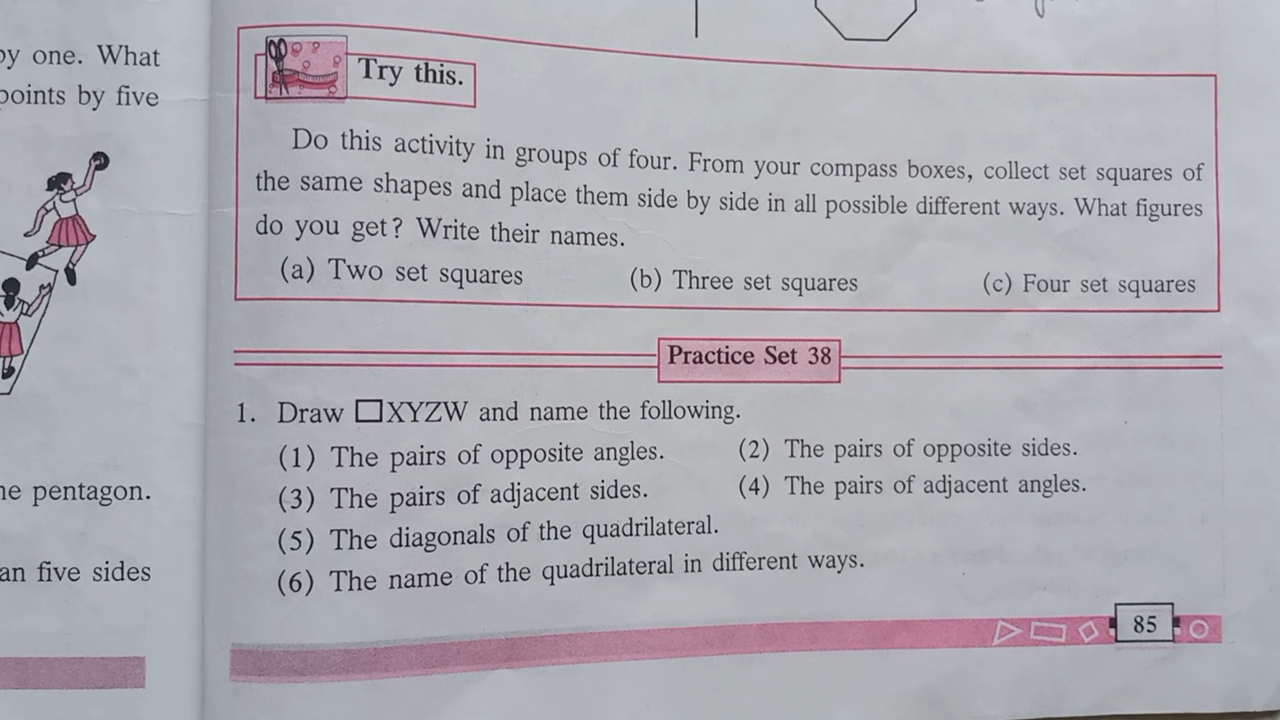 by one. What
points by five
he pentagon.
an five sides
Try this.
Do this activity in groups of four. From your compass boxes, collect set squares of
the same shapes and place them side by side in all possible different ways. What figures
do you get? Write their names.
(a) Two set squares (b) Three set squares (c) Four set squares
Practice Set 38
1. Draw □XYZW and name the following.
(1) The pairs of opposite angles. (2) The pairs of opposite sides.
(3) The pairs of adjacent sides. (4) The pairs of adjacent angles.
(5) The diagonals of the quadrilateral.
(6) The name of the quadrilateral in different ways.
85